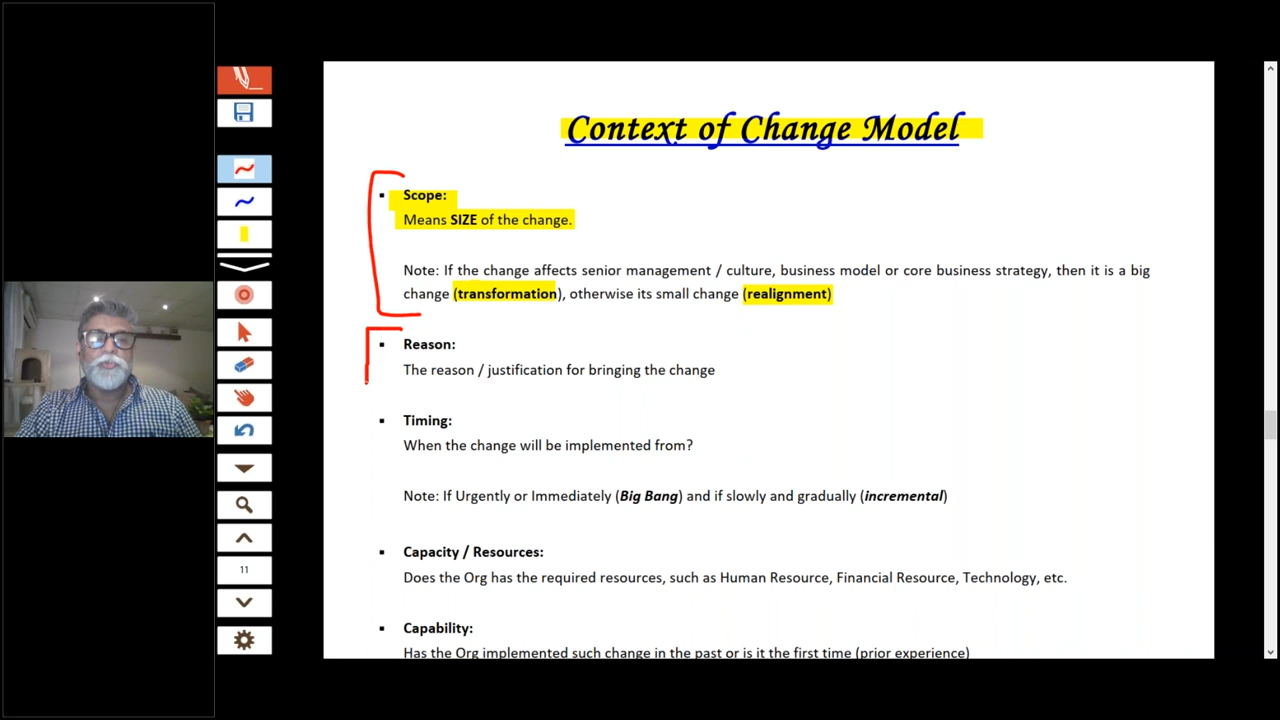 Context of Change Model
▪ Scope:
Means SIZE of the change.
Note: If the change affects senior management / culture, business model or core business strategy, then it is a big
change (transformation), otherwise its small change (realignment)
▪ Reason:
The reason / justification for bringing the change
▪ Timing:
When the change will be implemented from?
Note: If Urgently or Immediately (Big Bang) and if slowly and gradually (incremental)
▪ Capacity / Resources:
Does the Org has the required resources, such as Human Resource, Financial Resource, Technology, etc.
▪ Capability:
Has the Org implemented such change in the past or is it the first time (prior experience)
11